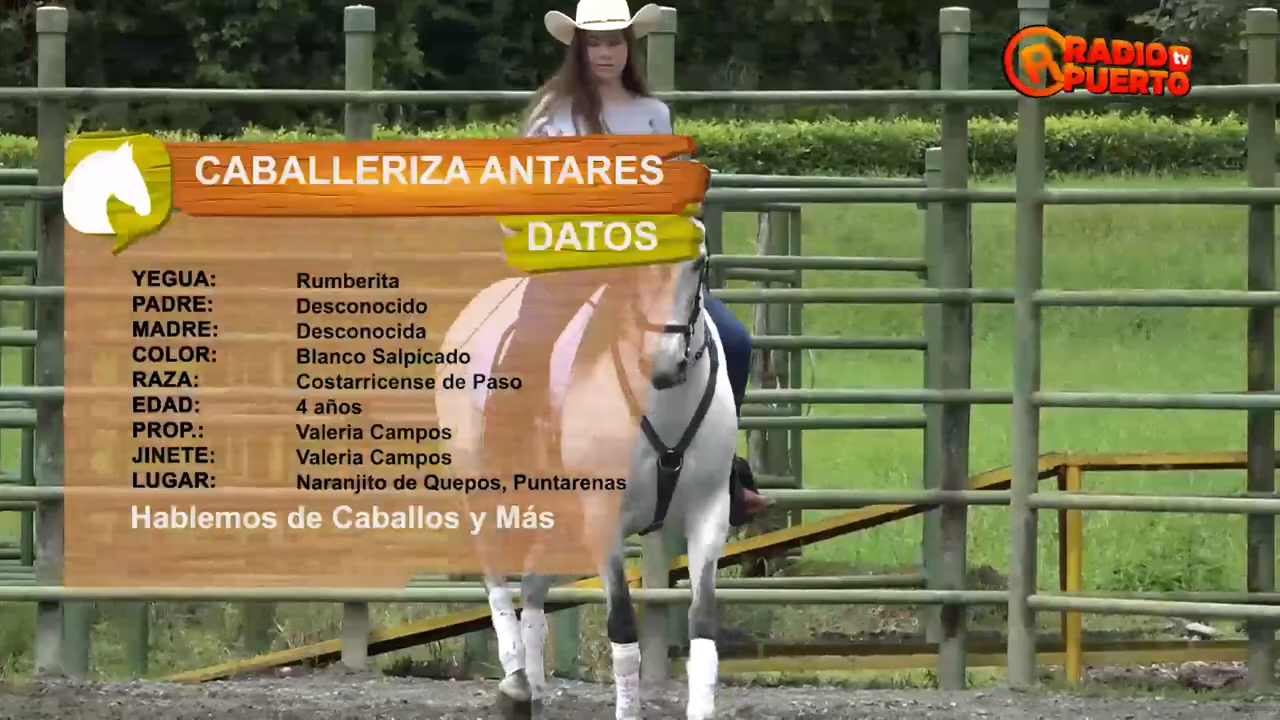 RADIO tv
PUERTO
CABALLERIZA ANTARES
DATOS
YEGUA: Rumberita
PADRE: Desconocido
MADRE: Desconocida
COLOR: Blanco Salpicado
RAZA: Costarricense de Paso
EDAD: 4 años
PROP.: Valeria Campos
JINETE: Valeria Campos
LUGAR: Naranjito de Quepos, Puntarenas
Hablemos de Caballos y Más